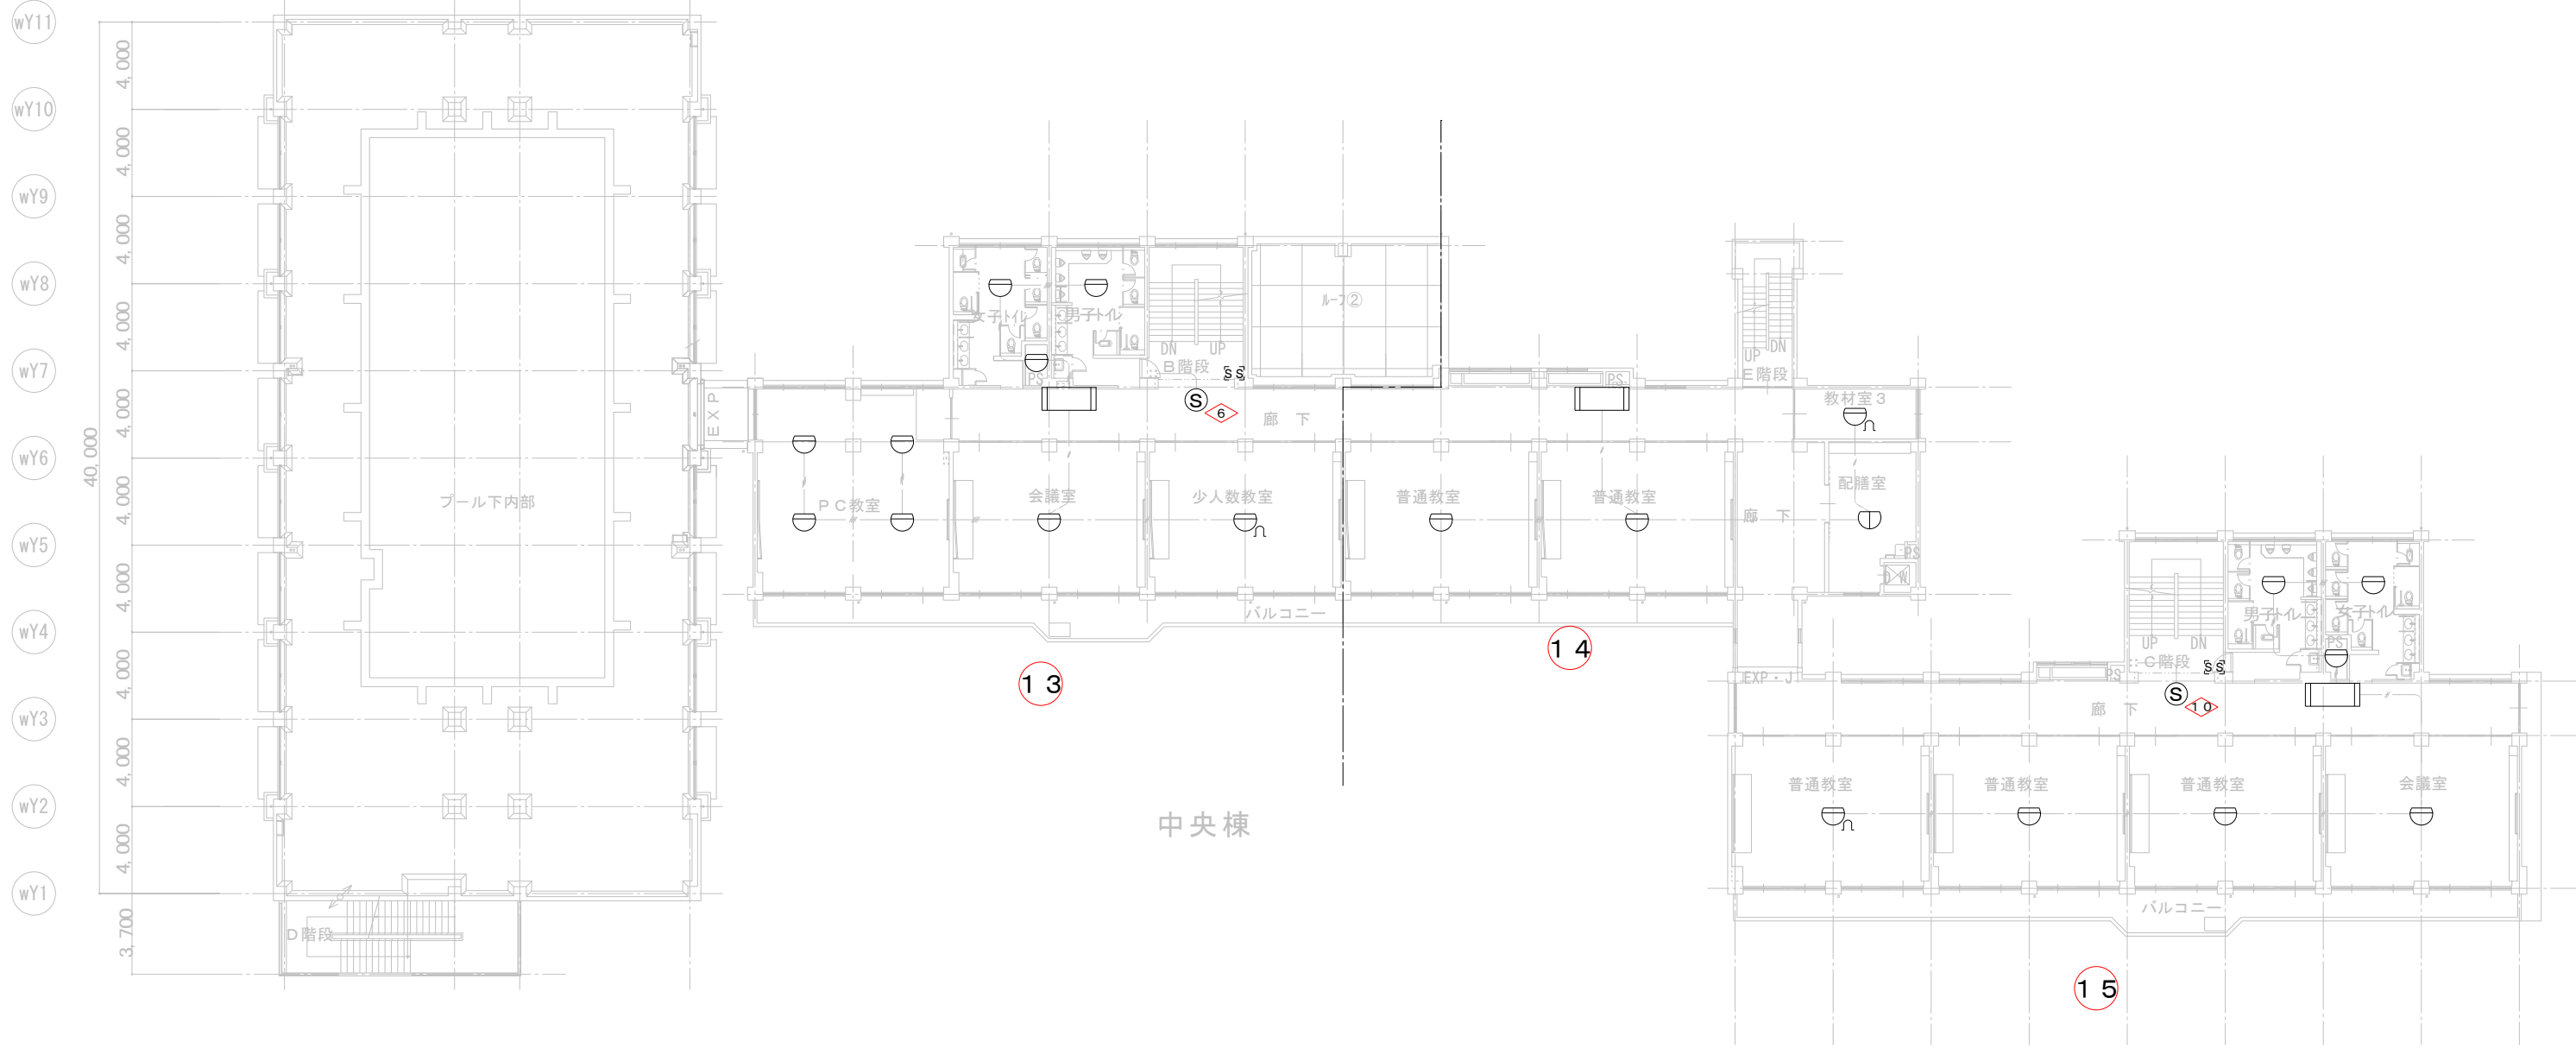 wY11
wY10
wY9
wY8
wY7
wY6
wY5
wY4
wY3
wY2
wY1
4,000
4,000
4,000
4,000
4,000
4,000
4,000
4,000
4,000
4,000
3,700
40,000
プール下内部
D階段
EXP
女子トイレ
男子トイレ
PS
DN
UP
B階段
SS
S
6
ルーフ②
廊 下
PC教室
会議室
少人数教室
普通教室
普通教室
バルコニー
13
14
中央棟
PS
UP
DN
E階段
教材室3
配膳室
廊 下
PS
DW
EXP・J
UP
DN
C階段
PS
SS
S
10
男子トイレ
女子トイレ
PS
廊 下
普通教室
普通教室
普通教室
会議室
バルコニー
15